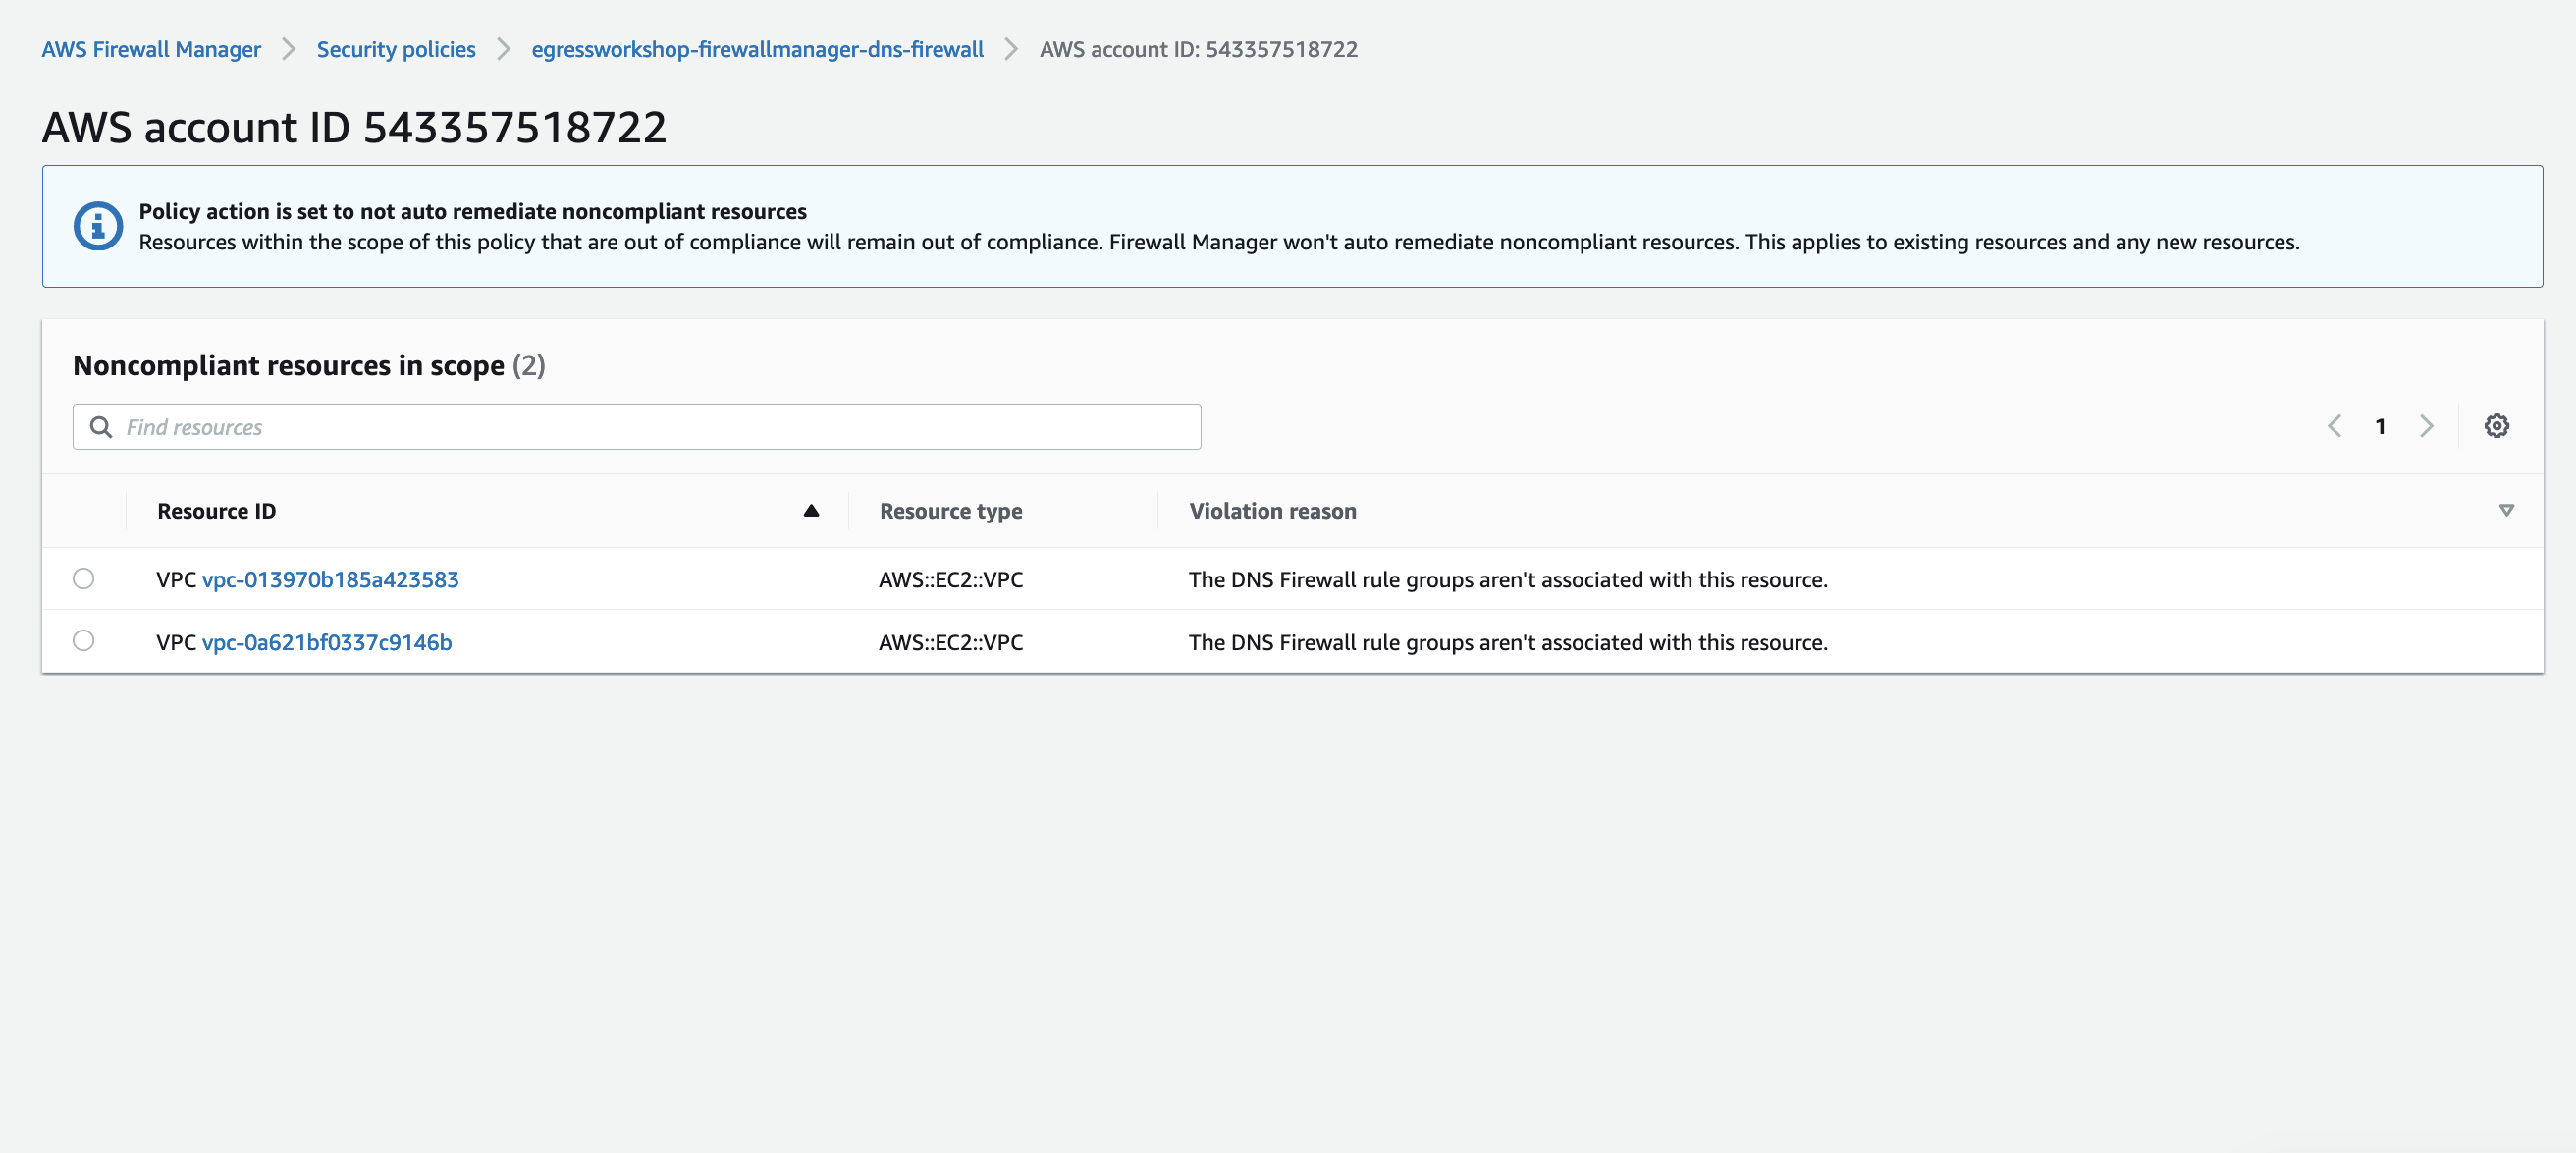 AWS Firewall Manager > Security policies > egressworkshop-firewallmanager-dns-firewall > AWS account ID: 543357518722
AWS account ID 543357518722
Policy action is set to not auto remediate noncompliant resources
Resources within the scope of this policy that are out of compliance will remain out of compliance. Firewall Manager won't auto remediate noncompliant resources. This applies to existing resources and any new resources.
Noncompliant resources in scope (2)
Find resources 1
Resource ID Resource type Violation reason
VPC vpc-013970b185a423583 AWS::EC2::VPC The DNS Firewall rule groups aren't associated with this resource.
VPC vpc-0a621bf0337c9146b AWS::EC2::VPC The DNS Firewall rule groups aren't associated with this resource.